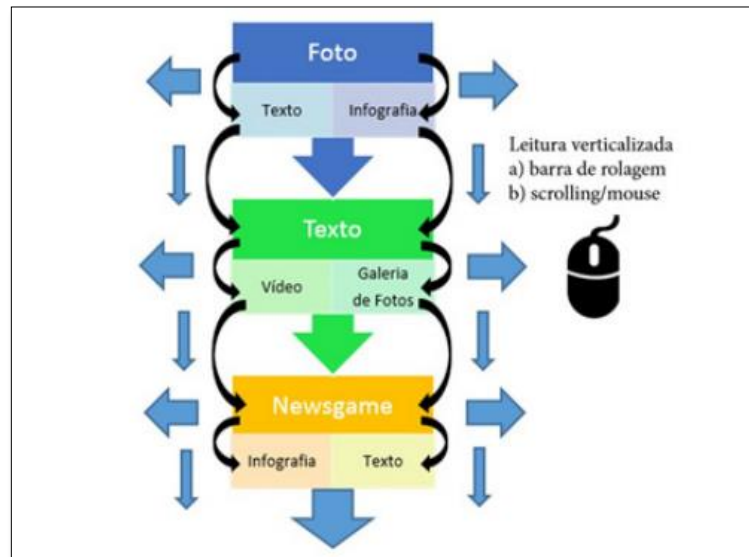 Foto
Texto Infografia
Leitura verticalizada
a) barra de rolagem
b) scrolling/mouse
Texto
Vídeo Galeria
de Fotos
Newsgame
Infografia Texto